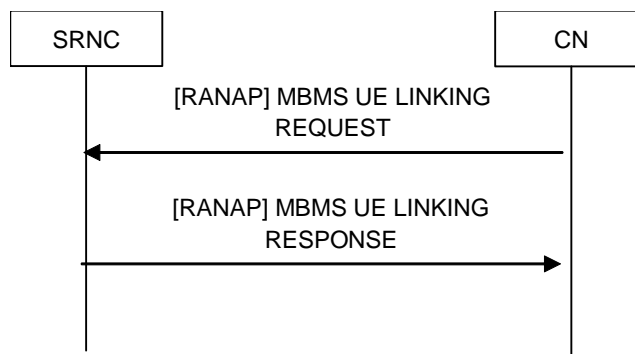 SRNC
CN
[RANAP] MBMS UE LINKING
REQUEST
[RANAP] MBMS UE LINKING
RESPONSE